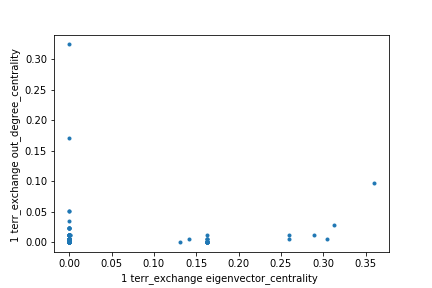 1 terr_exchange out_degree_centrality
0.30
0.25
0.20
0.15
0.10
0.05
0.00
0.00 0.05 0.10 0.15 0.20 0.25 0.30 0.35
1 terr_exchange eigenvector_centrality